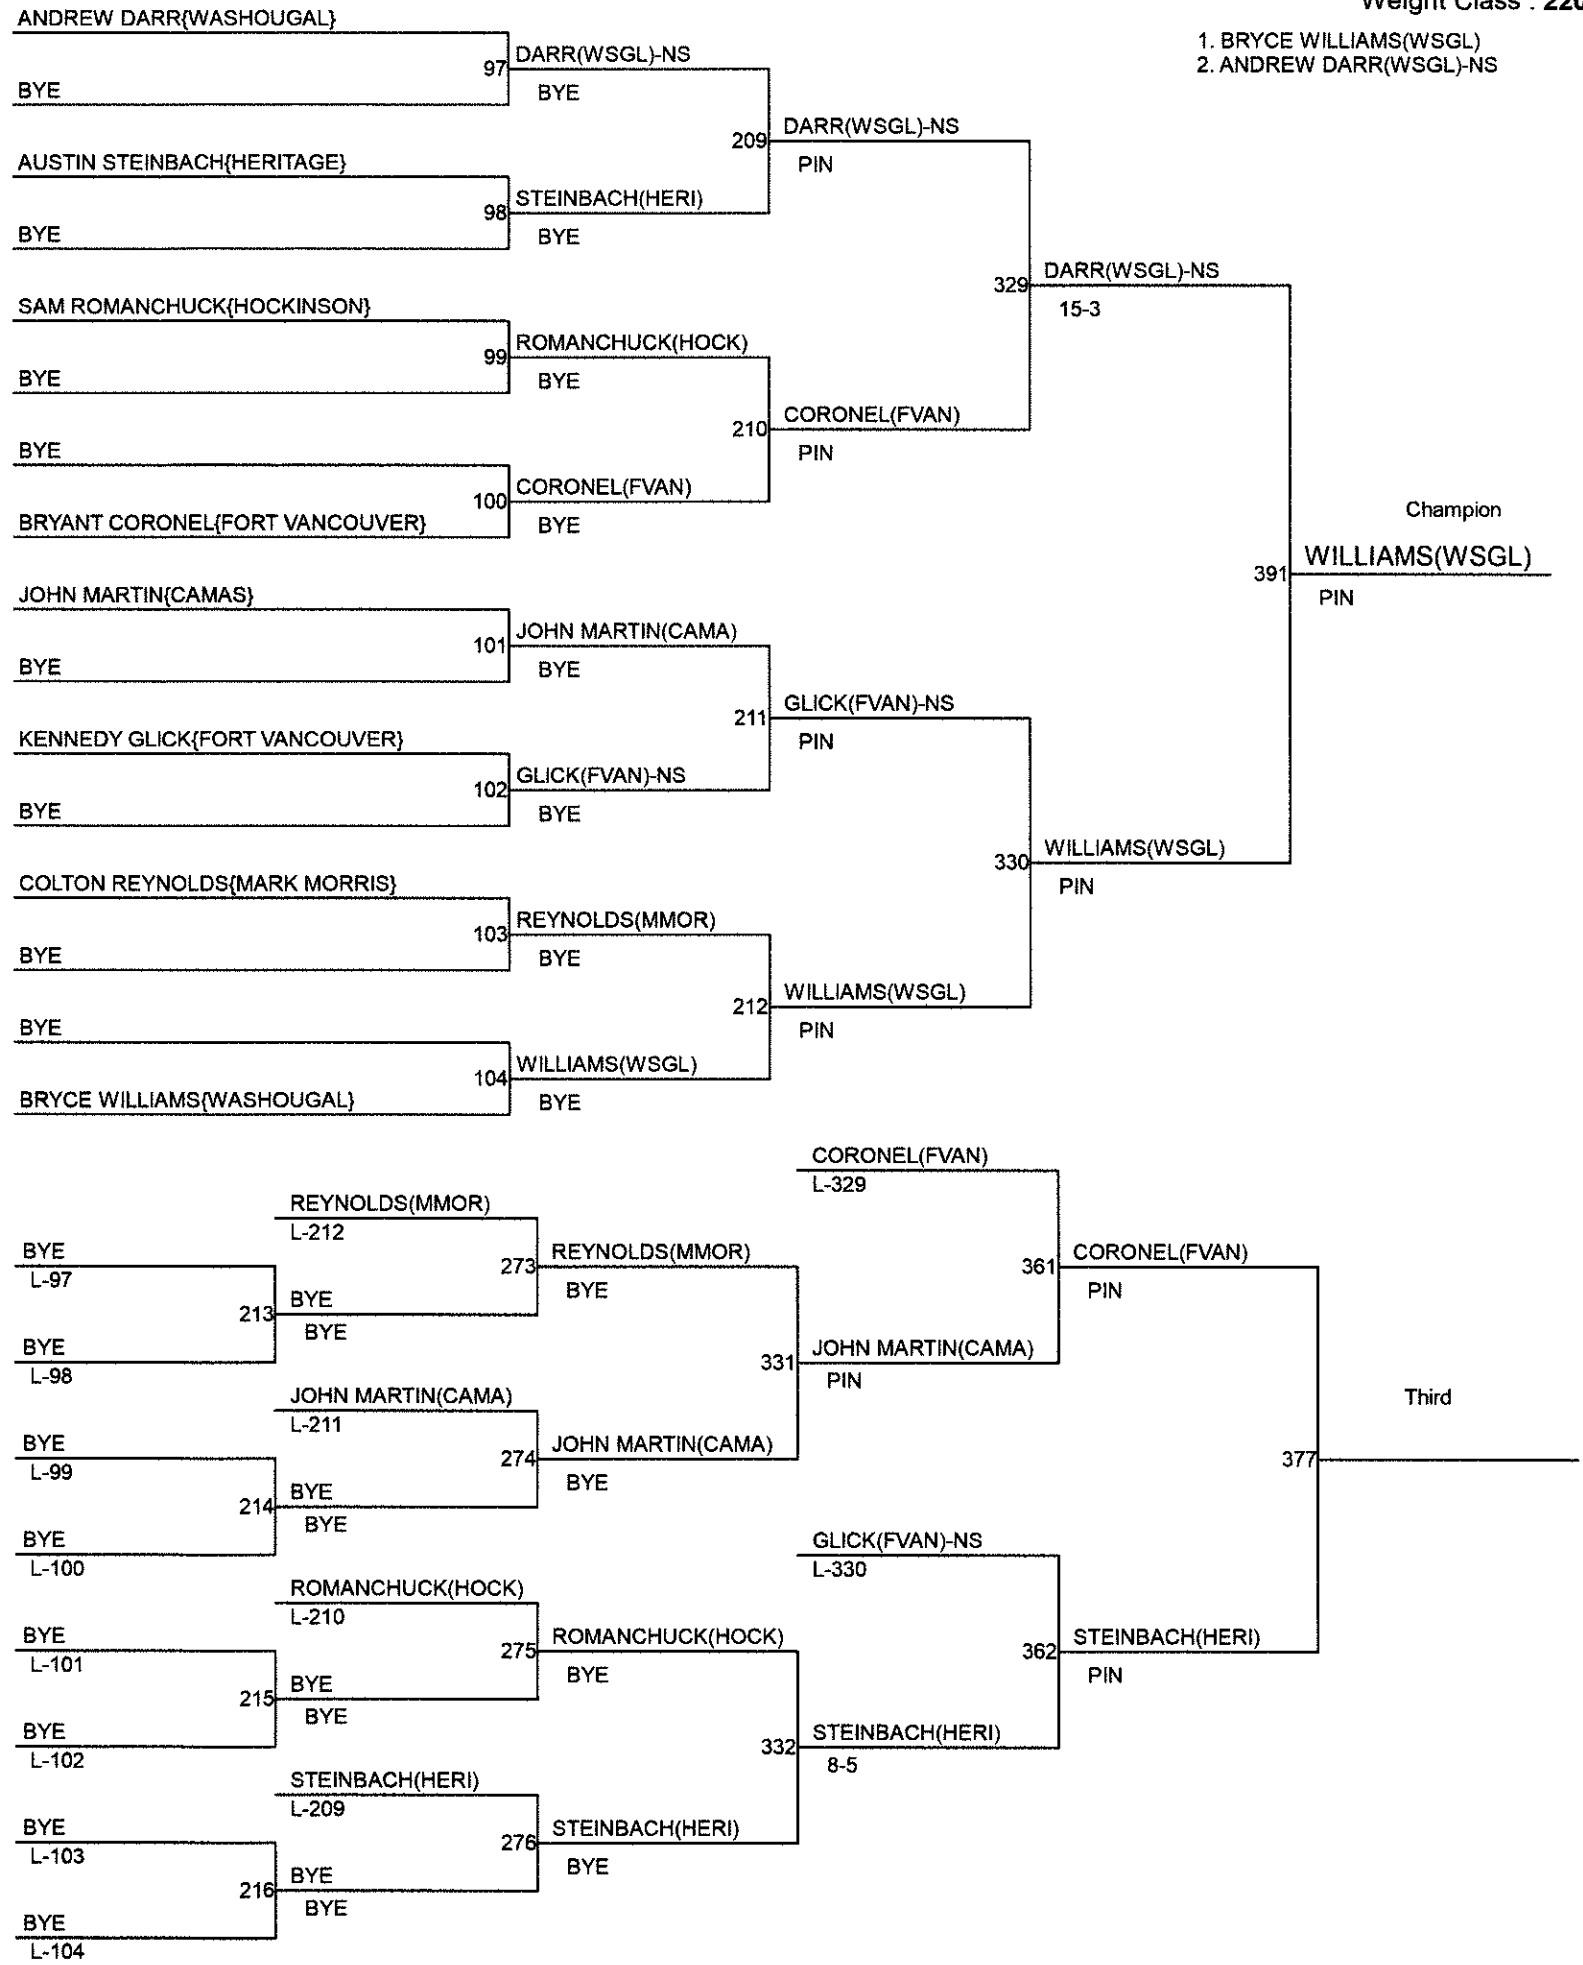 Weight Class : 220
1. BRYCE WILLIAMS(WSGL)
2. ANDREW DARR(WSGL)-NS
ANDREW DARR{WASHOUGAL}
97
DARR(WSGL)-NS
BYE
BYE
209
DARR(WSGL)-NS
PIN
AUSTIN STEINBACH{HERITAGE}
98
STEINBACH(HERI)
BYE
BYE
329
DARR(WSGL)-NS
15-3
SAM ROMANCHUCK{HOCKINSON}
99
ROMANCHUCK(HOCK)
BYE
BYE
210
CORONEL(FVAN)
PIN
BYE
100
CORONEL(FVAN)
BYE
BRYANT CORONEL{FORT VANCOUVER}
Champion
391
WILLIAMS(WSGL)
PIN
JOHN MARTIN{CAMAS}
101
JOHN MARTIN(CAMA)
BYE
BYE
211
GLICK(FVAN)-NS
PIN
KENNEDY GLICK{FORT VANCOUVER}
102
GLICK(FVAN)-NS
BYE
BYE
330
WILLIAMS(WSGL)
PIN
COLTON REYNOLDS{MARK MORRIS}
103
REYNOLDS(MMOR)
BYE
BYE
212
WILLIAMS(WSGL)
PIN
BYE
104
WILLIAMS(WSGL)
BYE
BRYCE WILLIAMS{WASHOUGAL}
CORONEL(FVAN)
L-329
REYNOLDS(MMOR)
L-212
BYE
L-97
273
REYNOLDS(MMOR)
BYE
361
CORONEL(FVAN)
PIN
213
BYE
BYE
BYE
L-98
331
JOHN MARTIN(CAMA)
PIN
JOHN MARTIN(CAMA)
L-211
Third
BYE
L-99
274
JOHN MARTIN(CAMA)
BYE
377
214
BYE
BYE
BYE
L-100
GLICK(FVAN)-NS
L-330
ROMANCHUCK(HOCK)
L-210
BYE
L-101
275
ROMANCHUCK(HOCK)
BYE
362
STEINBACH(HERI)
PIN
215
BYE
BYE
BYE
L-102
332
STEINBACH(HERI)
8-5
STEINBACH(HERI)
L-209
BYE
L-103
276
STEINBACH(HERI)
BYE
216
BYE
BYE
BYE
L-104